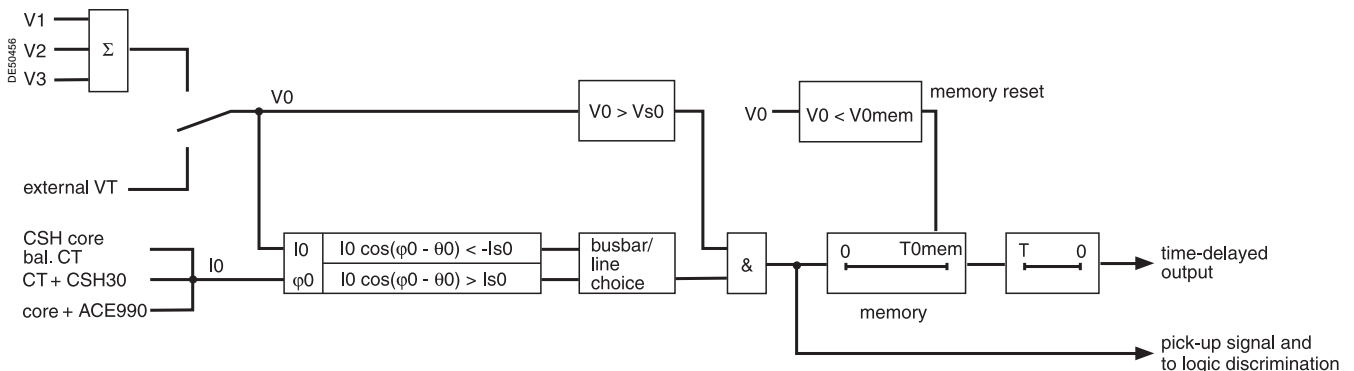 V1
V2
V3
DE50456
Σ
V0
V0 > Vs0
V0
V0 < V0mem
memory reset
external VT
CSH core
bal. CT
CT + CSH30
core + ACE990
I0
I0
φ0
I0 cos(φ0 - θ0) < -Is0
I0 cos(φ0 - θ0) > Is0
busbar/
line
choice
&
0 T0mem
memory
T 0
time-delayed
output
pick-up signal and
to logic discrimination